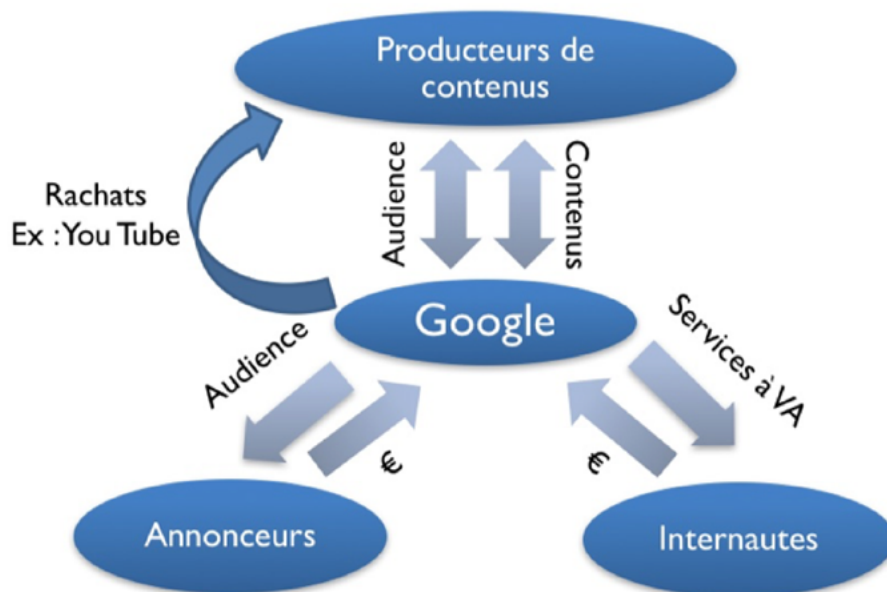 Producteurs de
contenus
Audience
Contenus
Rachats
Ex : You Tube
Google
Audience
€
Services à VA
€
Annonceurs
Internautes